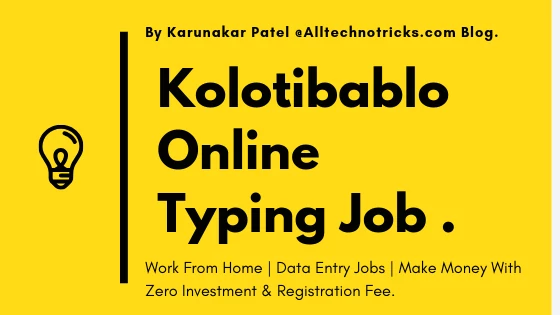 By Karunakar Patel @Alltechnotricks.com Blog.
Kolotibablo
Online
Typing Job .
Work From Home | Data Entry Jobs | Make Money With
Zero Investment & Registration Fee.